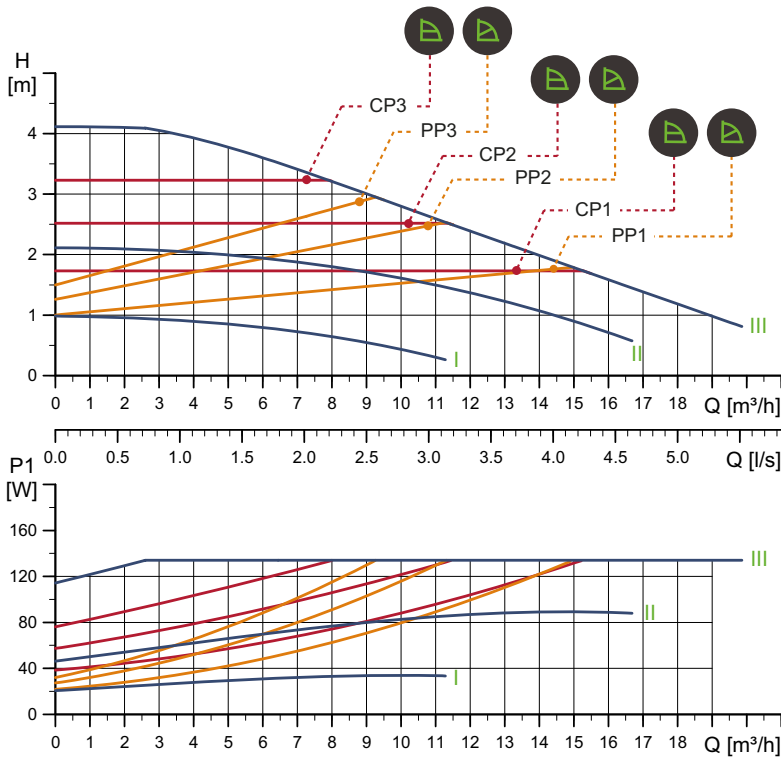 H
[m]
CP3
PP3
CP2
PP2
CP1
PP1
4
3
2
1
0
I
II
III
0 1 2 3 4 5 6 7 8 9 10 11 12 13 14 15 16 17 18 Q [m³/h]
0.0 0.5 1.0 1.5 2.0 2.5 3.0 3.5 4.0 4.5 5.0 Q [l/s]
P1
[W]
160
120
80
40
0
III
II
I
0 1 2 3 4 5 6 7 8 9 10 11 12 13 14 15 16 17 18 Q [m³/h]